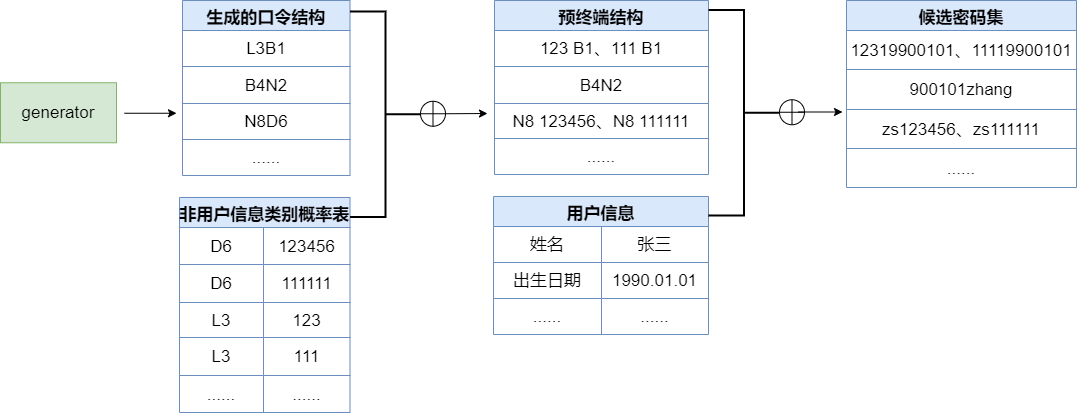 generator
生成的口令结构
L3B1
B4N2
N8D6
......
非用户信息类别概率表
D6 123456
D6 111111
L3 123
L3 111
...... ......
预终端结构
123 B1、111 B1
B4N2
N8 123456、N8 111111
......
用户信息
姓名 张三
出生日期 1990.01.01
...... ......
候选密码集
12319900101、11119900101
900101zhang
zs123456、zs111111
......